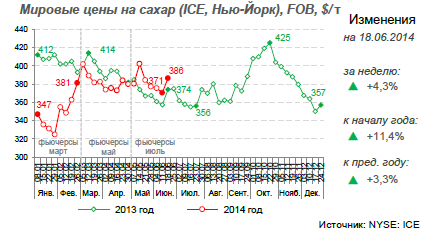 Мировые цены на сахар (ICE, Нью-Йорк), FOB, $/т
Изменения
на 18.06.2014
за неделю:
+4,3%
к началу года:
+11,4%
к пред. году:
+3,3%
460
440
420
400
380
360
340
320
300
412
414
425
381
347
371
386
374
356
357
фьючерсы март
фьючерсы май
фьючерсы июль
Янв. Фев. Мар. Апр. Май Июн. Июл. Авг. Сент. Окт. Нояб. Дек.
2013 год 2014 год
Источник: NYSE: ICE